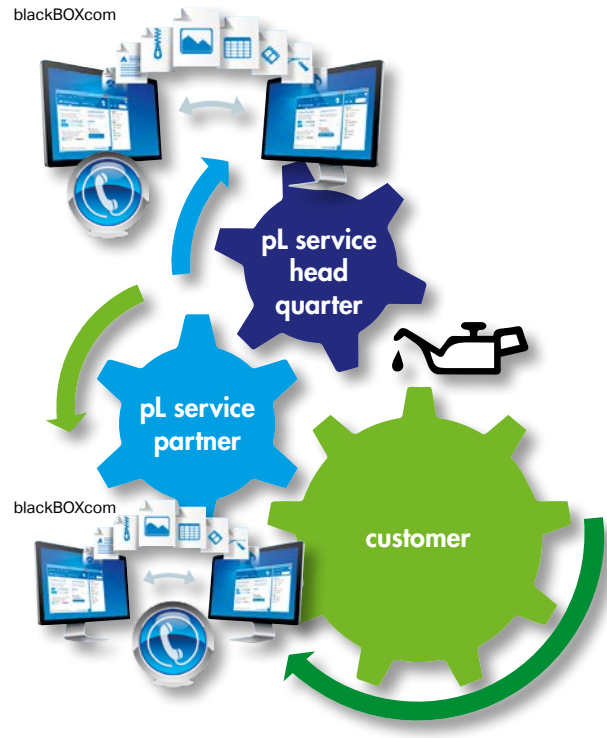 blackBOXcom
pL service
head
quarter
pL service
partner
blackBOXcom
customer